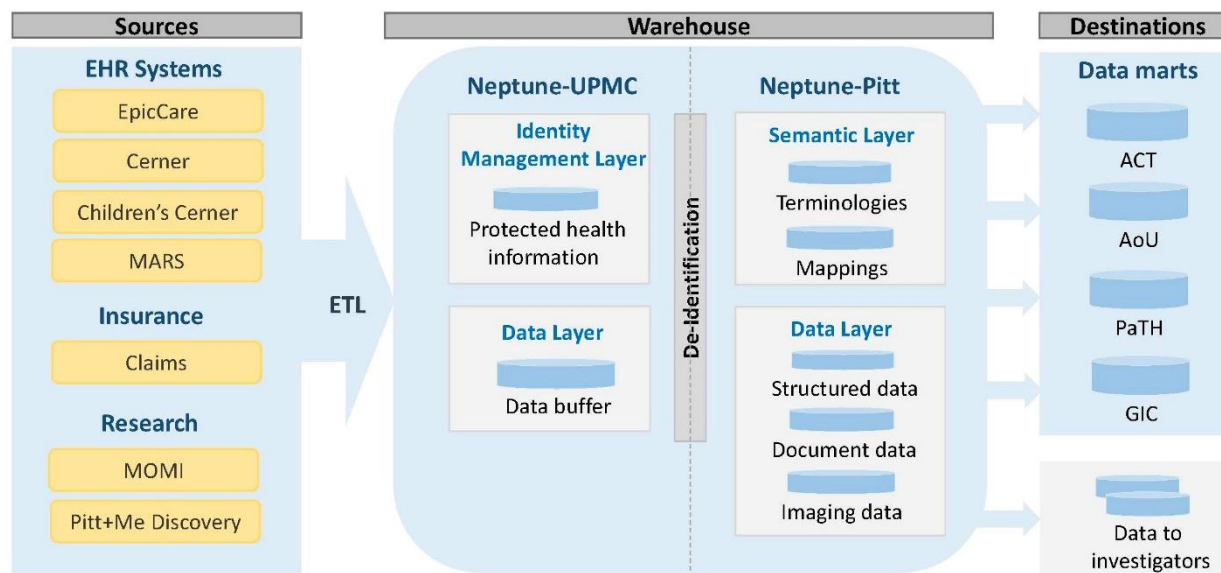 Sources
EHR Systems
EpicCare
Cerner
Children's Cerner
MARS
Insurance
Claims
Research
MOMI
Pitt+Me Discovery
ETL
Warehouse
Neptune-UPMC
Identity
Management Layer
Protected health
information
Data Layer
Data buffer
De-Identification
Neptune-Pitt
Semantic Layer
Terminologies
Mappings
Data Layer
Structured data
Document data
Imaging data
Destinations
Data marts
ACT
AoU
PaTH
GIC
Data to
investigators